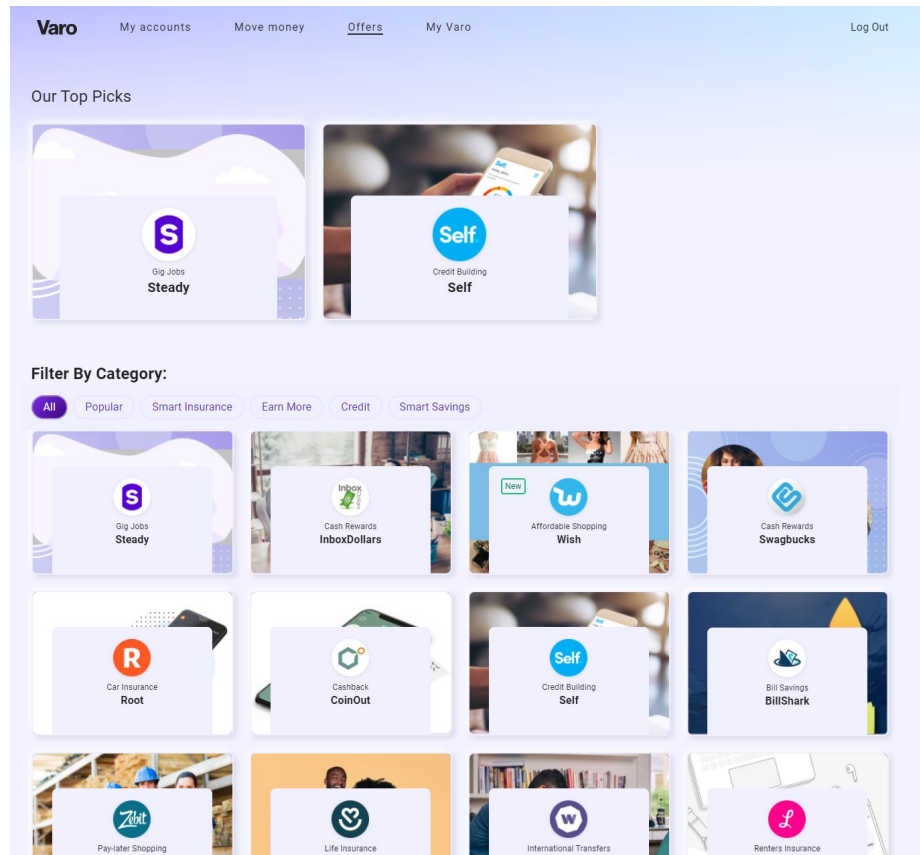 Varo My accounts Move money Offers My Varo Log Out
Our Top Picks
S
Gig Jobs
Steady
Self
Self
Credit Building
Self
Filter By Category:
All Popular Smart Insurance Earn More Credit Smart Savings
S
Gig Jobs
Steady
Inbox
Cash Rewards
InboxDollars
New
Affordable Shopping
Wish
Cash Rewards
Swagbucks
R
Car Insurance
Root
Cashback
CoinOut
Self
Credit Building
Self
Bill Savings
BillShark
Zebit
Pay-later Shopping
Life Insurance
W
International Transfers
L
Renters Insurance